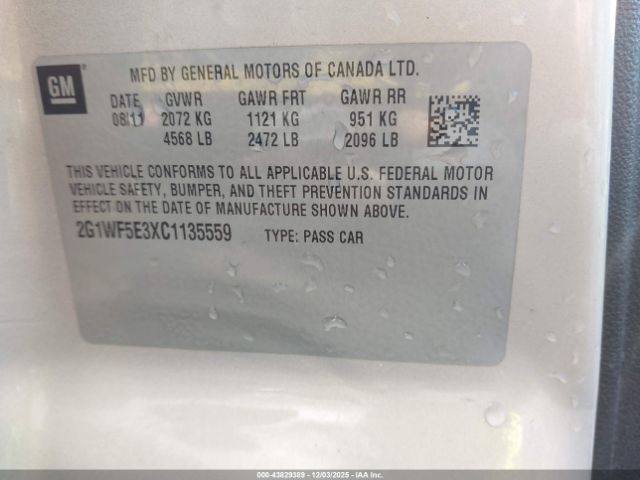 GM®
MFD BY GENERAL MOTORS OF CANADA LTD.
DATE GVWR GAWR FRT GAWR RR
08/11 2072 KG 1121 KG 951 KG
4568 LB 2472 LB 2096 LB
THIS VEHICLE CONFORMS TO ALL APPLICABLE U.S. FEDERAL MOTOR
VEHICLE SAFETY, BUMPER, AND THEFT PREVENTION STANDARDS IN
EFFECT ON THE DATE OF MANUFACTURE SHOWN ABOVE.
2G1WF5E3XC1135559 TYPE: PASS CAR
000-43829389 - 12/03/2025 - IAA Inc.